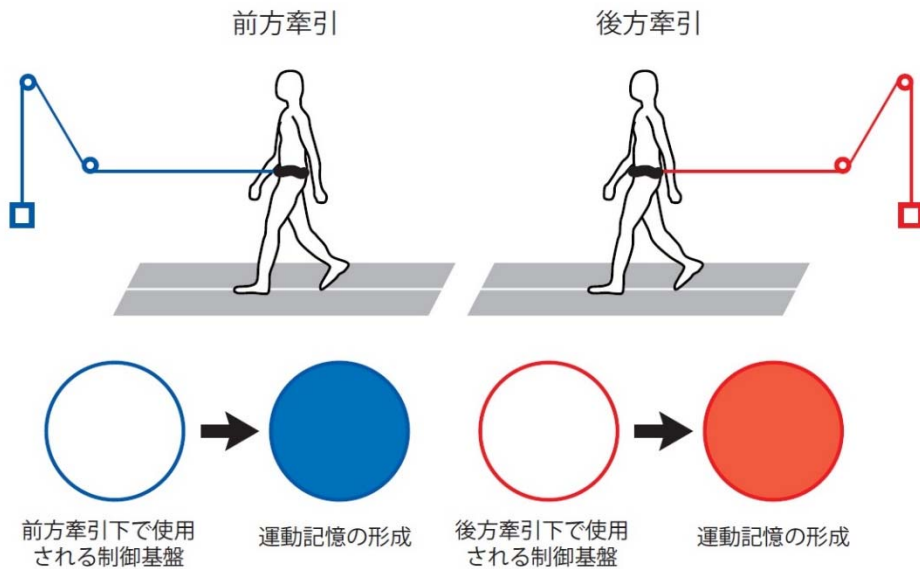 前方牽引
後方牽引
前方牽引下で使用
される制御基盤
運動記憶の形成
後方牽引下で使用
される制御基盤
運動記憶の形成